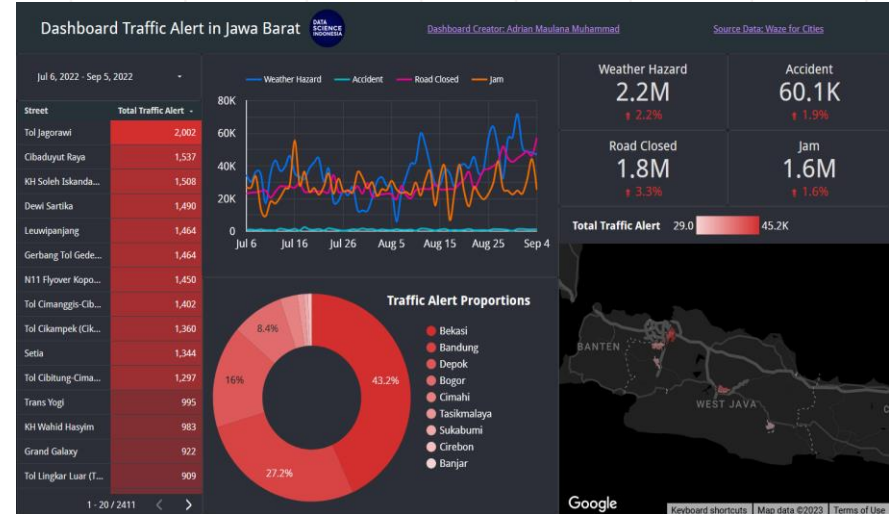 Dashboard Traffic Alert in Jawa Barat
DATA
SCIENCE
INDONESIA
Dashboard Creator: Adrian Maulana Muhammad
Source Data: Waze for Cities
Jul 6, 2022 - Sep 5, 2022
Street Total Traffic Alert
Tol Jagorawi 2,002
Cibaduyut Raya 1,537
KH Soleh Iskanda... 1,508
Dewi Sartika 1,490
Leuwipanjang 1,464
Gerbang Tol Gede... 1,464
N11 Flyover Kopo... 1,450
Tol Cimanggis-Cib... 1,402
Tol Cikampek (Cik... 1,360
Setia 1,344
Tol Cibitung-Cima... 1,297
Trans Yogi 995
KH Wahid Hasyim 983
Grand Galaxy 922
Tol Lingkar Luar (T... 909
1 - 20 / 2411
Weather Hazard Accident Road Closed Jam
80K
60K
40K
20K
0
Jul 6 Jul 16 Jul 26 Aug 5 Aug 15 Aug 25 Sep 4
Traffic Alert Proportions
43.2%
27.2%
16%
8.4%
Bekasi
Bandung
Depok
Bogor
Cimahi
Tasikmalaya
Sukabumi
Cirebon
Banjar
Weather Hazard
2.2M
2.2%
Accident
60.1K
1.9%
Road Closed
1.8M
3.3%
Jam
1.6M
1.6%
Total Traffic Alert 29.0 45.2K
BANTEN
WEST JAVA
Google
Keyboard shortcuts Map data ©2023 Terms of Use